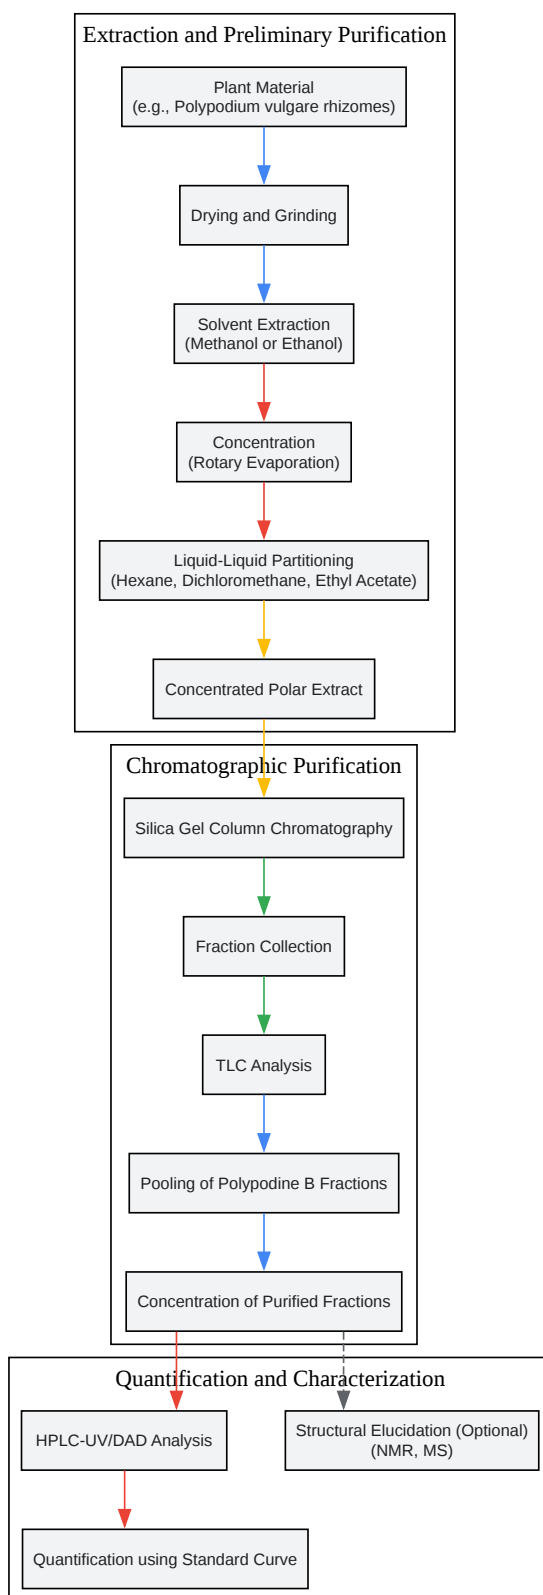 Extraction and Preliminary Purification
Plant Material
(e.g., Polypodium vulgare rhizomes)
Drying and Grinding
Solvent Extraction
(Methanol or Ethanol)
Concentration
(Rotary Evaporation)
Liquid-Liquid Partitioning
(Hexane, Dichloromethane, Ethyl Acetate)
Concentrated Polar Extract
Chromatographic Purification
Silica Gel Column Chromatography
Fraction Collection
TLC Analysis
Pooling of Polypodine B Fractions
Concentration of Purified Fractions
Quantification and Characterization
HPLC-UV/DAD Analysis
Structural Elucidation (Optional)
(NMR, MS)
Quantification using Standard Curve